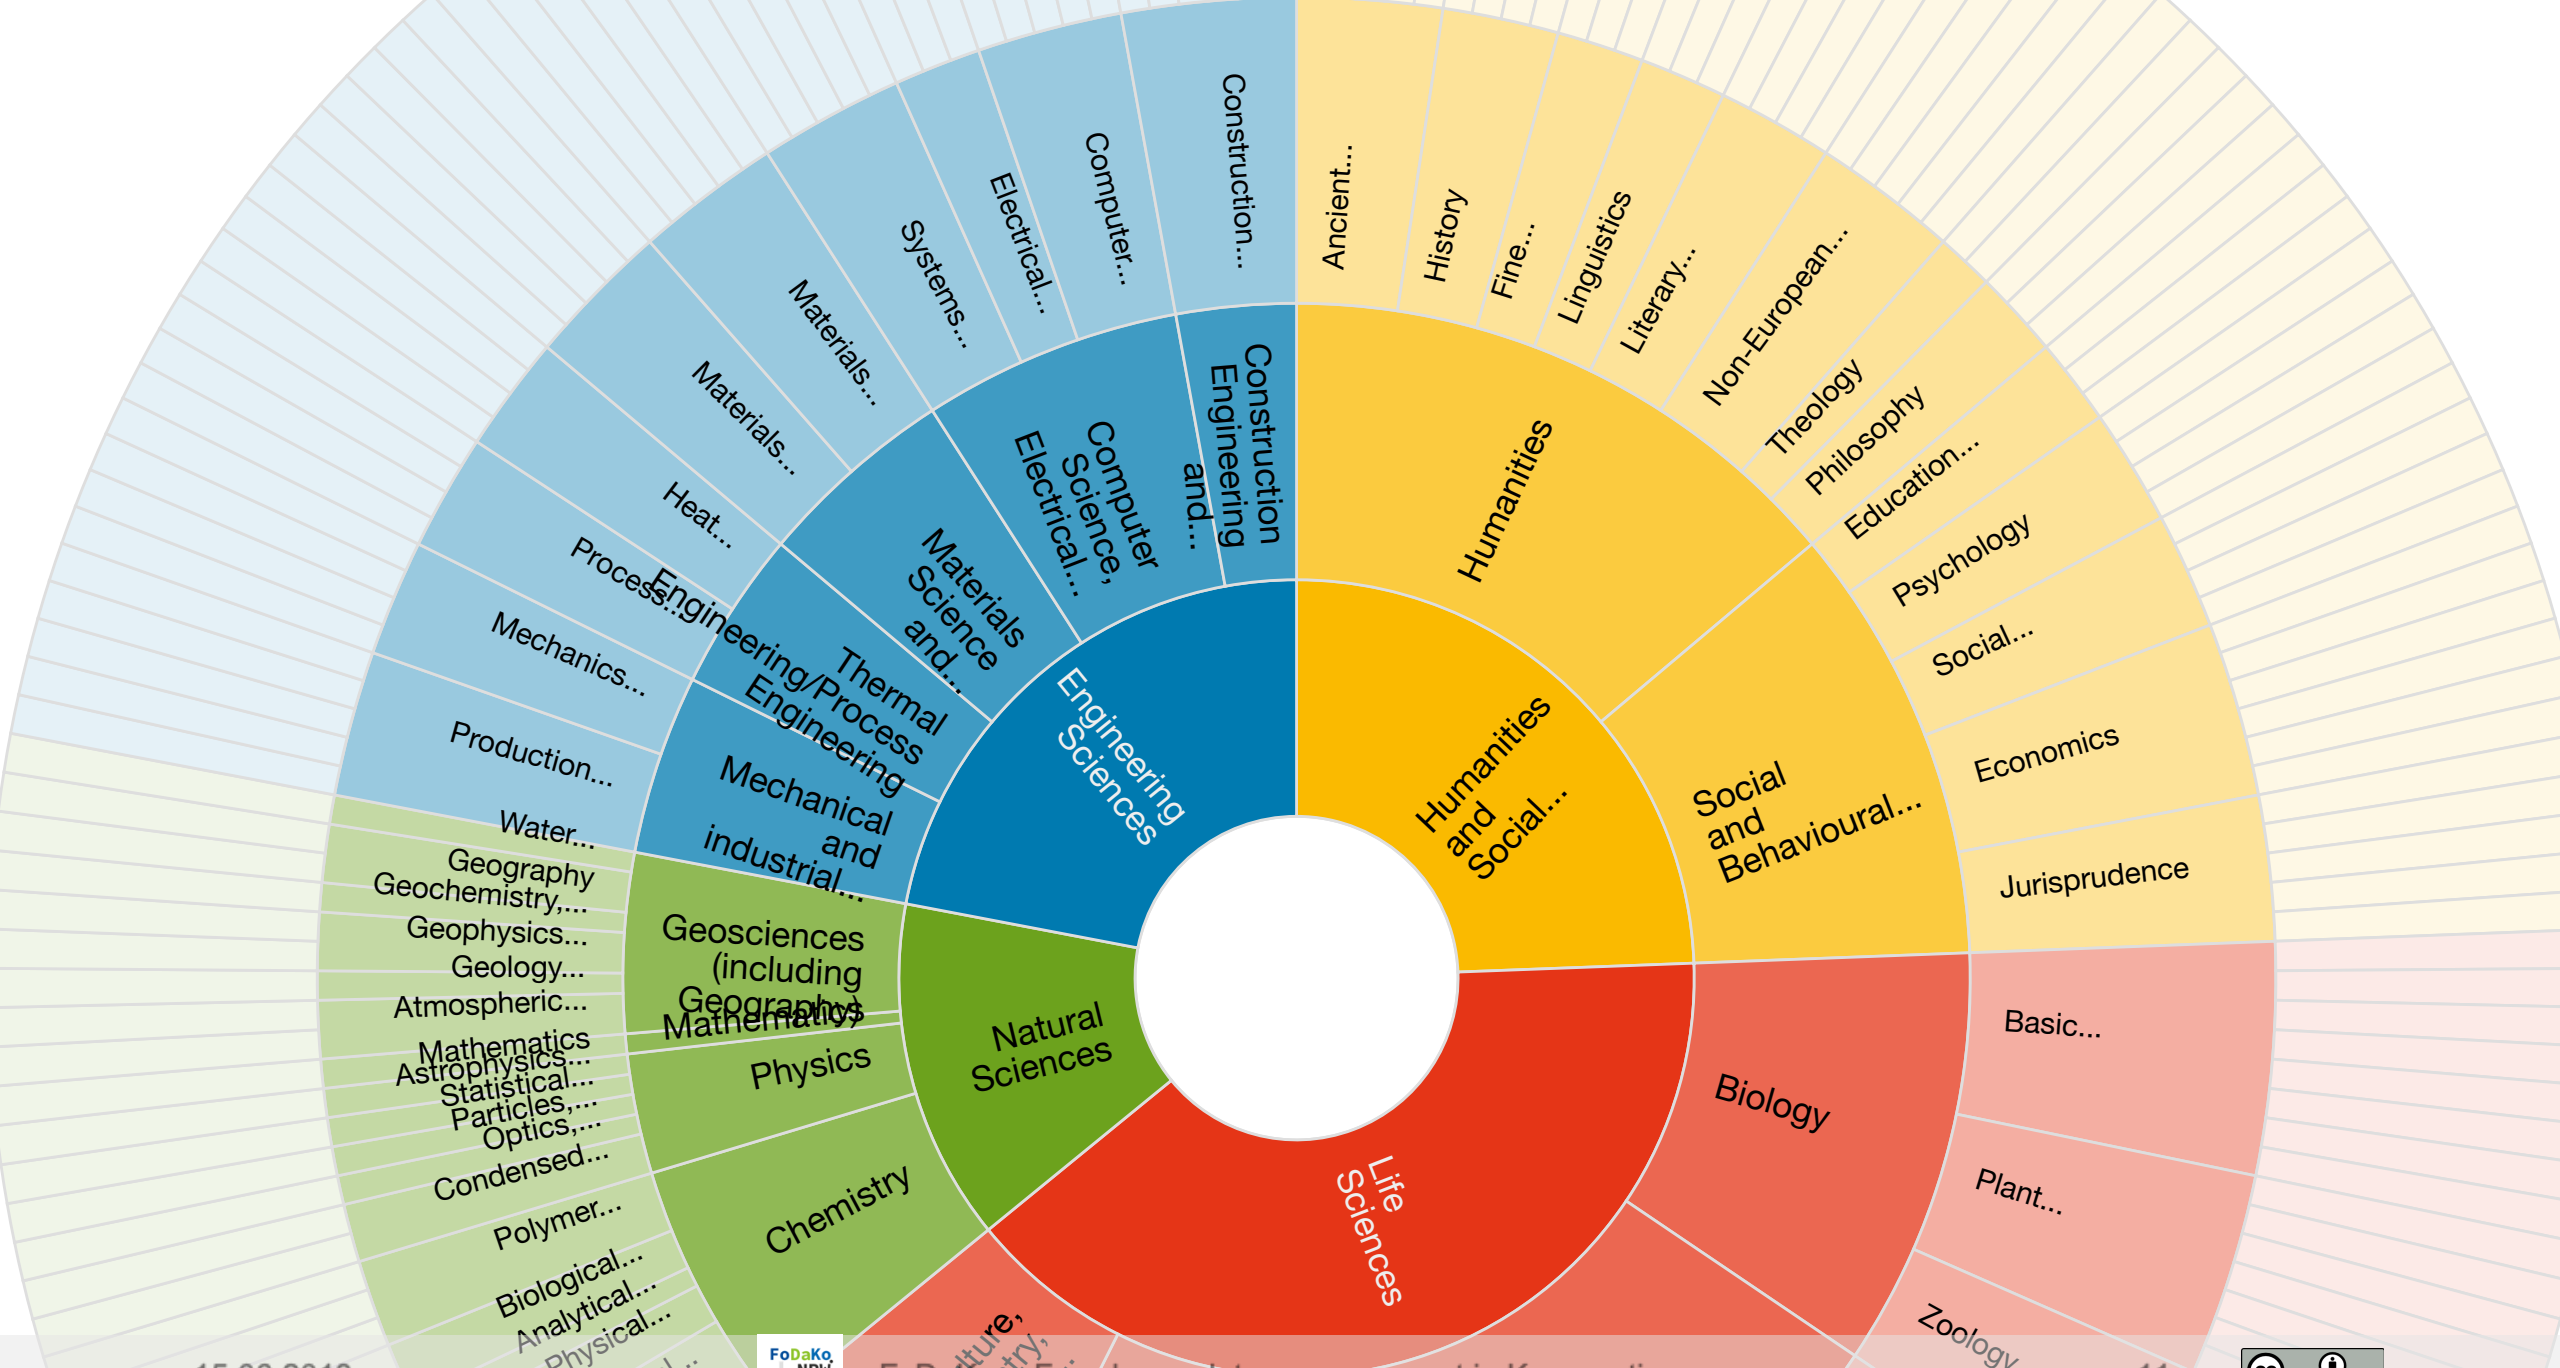 Construction...
Computer...
Electrical...
Systems...
Materials...
Materials...
Heat...
Process...
Mechanics...
Production...
Water...
Geography
Geochemistry,...
Geophysics...
Geology...
Atmospheric...
Mathematics
Astrophysics...
Statistical...
Particles,...
Optics,...
Condensed...
Polymer...
Biological...
Analytical...
Physical...
Ancient...
History
Fine...
Linguistics
Literary...
Non-European...
Theology
Philosophy
Education...
Psychology
Social...
Economics
Jurisprudence
Basic...
Plant...
Zoology
Construction
Engineering
and...
Computer
Science,
Electrical...
Materials
Science
and...
Thermal
Engineering/Process
Engineering
Mechanical
and
industrial...
Geosciences
(including
Geography)
Mathematics
Physics
Chemistry
Humanities
Social
and
Behavioural...
Biology
Engineering
Sciences
Humanities
and
Social...
Natural
Sciences
Life
Sciences
FoDaKo
NRW